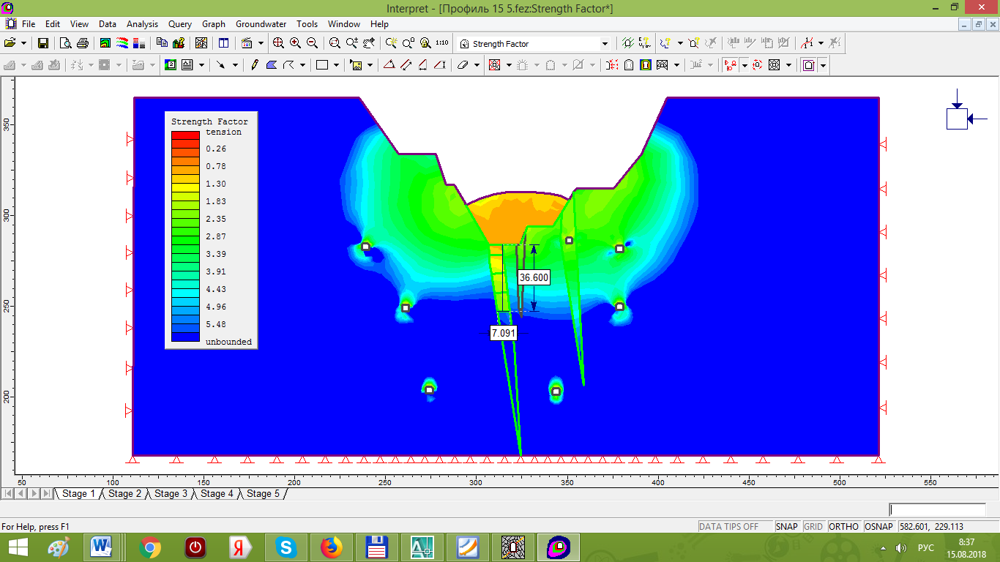 Interpret - [Профиль 15 5.fez:Strength Factor*]
File Edit View Data Analysis Query Graph Groundwater Tools Window Help
1:10
Strength Factor
Strength Factor
tension
0.26
0.78
1.30
1.83
2.35
2.87
3.39
3.91
4.43
4.96
5.48
unbounded
36.600
7.091
350
300
250
200
50 100 150 200 250 300 350 400 450 500 550
Stage 1 Stage 2 Stage 3 Stage 4 Stage 5
For Help, press F1
DATA TIPS OFF SNAP GRID ORTHO OSNAP 582.601, 229.113
РУС
8:37
15.08.2018